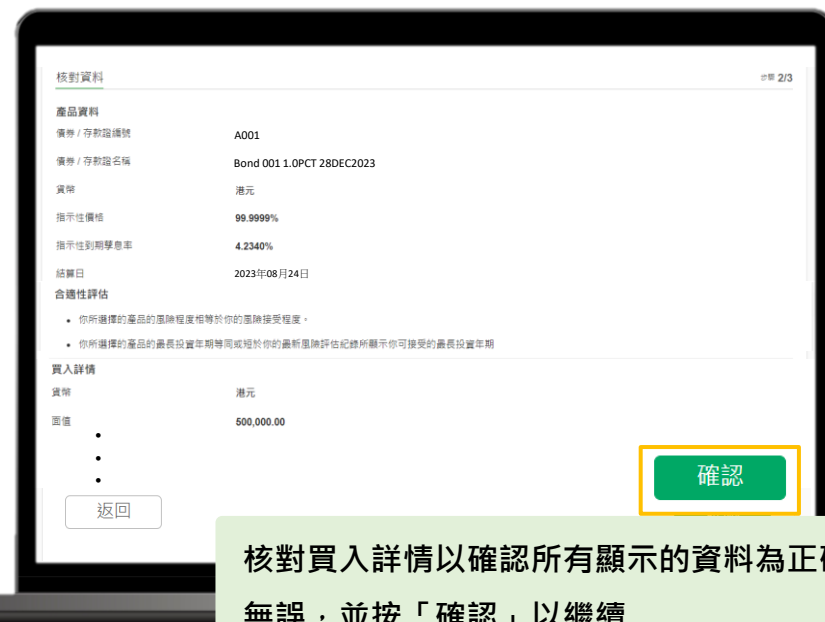 核對資料 步驟 2/3
產品資料
債券 / 存款證編號 A001
債券 / 存款證名稱 Bond 001 1.0PCT 28DEC2023
貨幣 港元
指示性價格 99.9999%
指示性到期孳息率 4.2340%
結算日 2023年08月24日
合適性評估
• 你所選擇的產品的風險程度相等於你的風險接受程度。
• 你所選擇的產品的最長投資年期等同或短於你的最新風險評估紀錄所顯示你可接受的最長投資年期
買入詳情
貨幣 港元
面值 500,000.00
確認
返回
核對買入詳情以確認所有顯示的資料為正確
無誤，並按「確認」以繼續